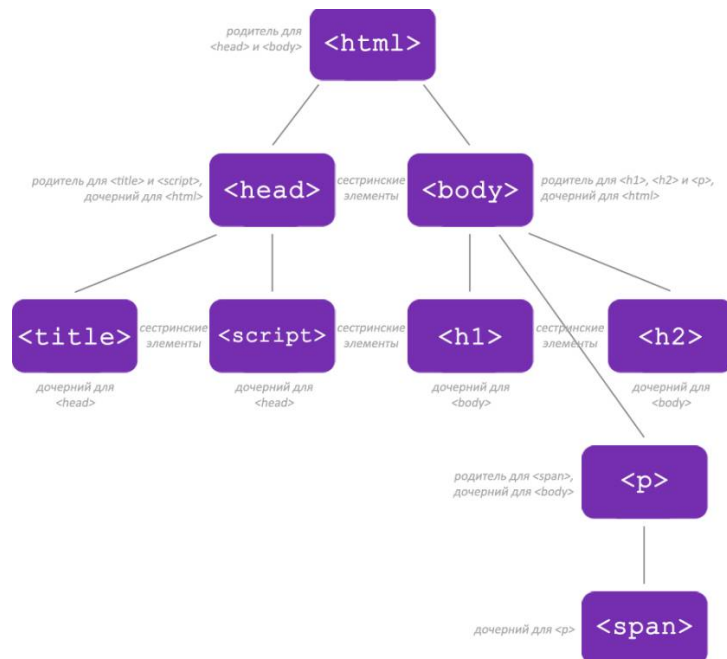 родитель для
<head> и <body>
<html>
родитель для <title> и <script>,
дочерний для <html>
<head>
сестринские
элементы
<body>
родитель для <h1>, <h2> и <p>,
дочерний для <html>
<title>
сестринские
элементы
<script>
сестринские
элементы
<h1>
сестринские
элементы
<h2>
дочерний для
<head>
дочерний для
<head>
дочерний для
<body>
дочерний для
<body>
родитель для <span>,
дочерний для <body>
<p>
дочерний для <p>
<span>